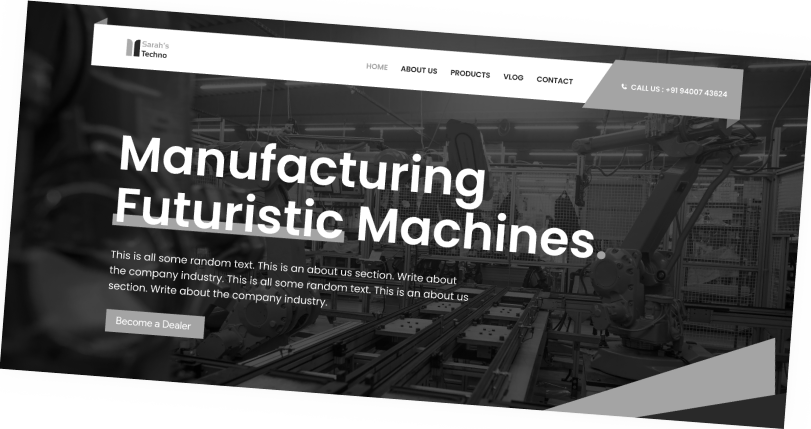 Sarah's
Techno
HOME ABOUT US PRODUCTS VLOG CONTACT
CALL US : +91 94007 43624
Manufacturing
Futuristic Machines.
This is all some random text. This is an about us section. Write about
the company industry. This is all some random text. This is an about us
section. Write about the company industry.
Become a Dealer